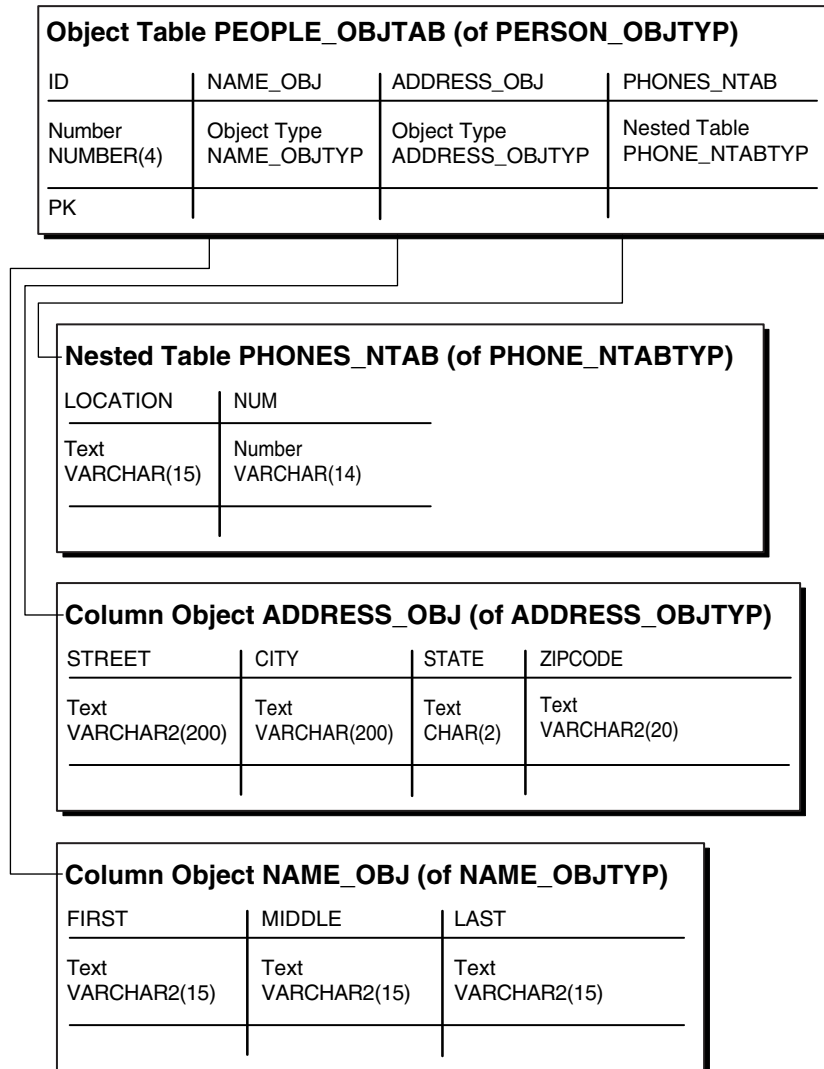 Object Table PEOPLE_OBJTAB (of PERSON_OBJTYP)
ID NAME_OBJ ADDRESS_OBJ PHONES_NTAB
Number Object Type Object Type Nested Table
NUMBER(4) NAME_OBJTYP ADDRESS_OBJTYP PHONE_NTABTYP
PK
Nested Table PHONES_NTAB (of PHONE_NTABTYP)
LOCATION NUM
Text Number
VARCHAR(15) VARCHAR(14)
Column Object ADDRESS_OBJ (of ADDRESS_OBJTYP)
STREET CITY STATE ZIPCODE
Text Text Text Text
VARCHAR2(200) VARCHAR(200) CHAR(2) VARCHAR2(20)
Column Object NAME_OBJ (of NAME_OBJTYP)
FIRST MIDDLE LAST
Text Text Text
VARCHAR2(15) VARCHAR2(15) VARCHAR2(15)